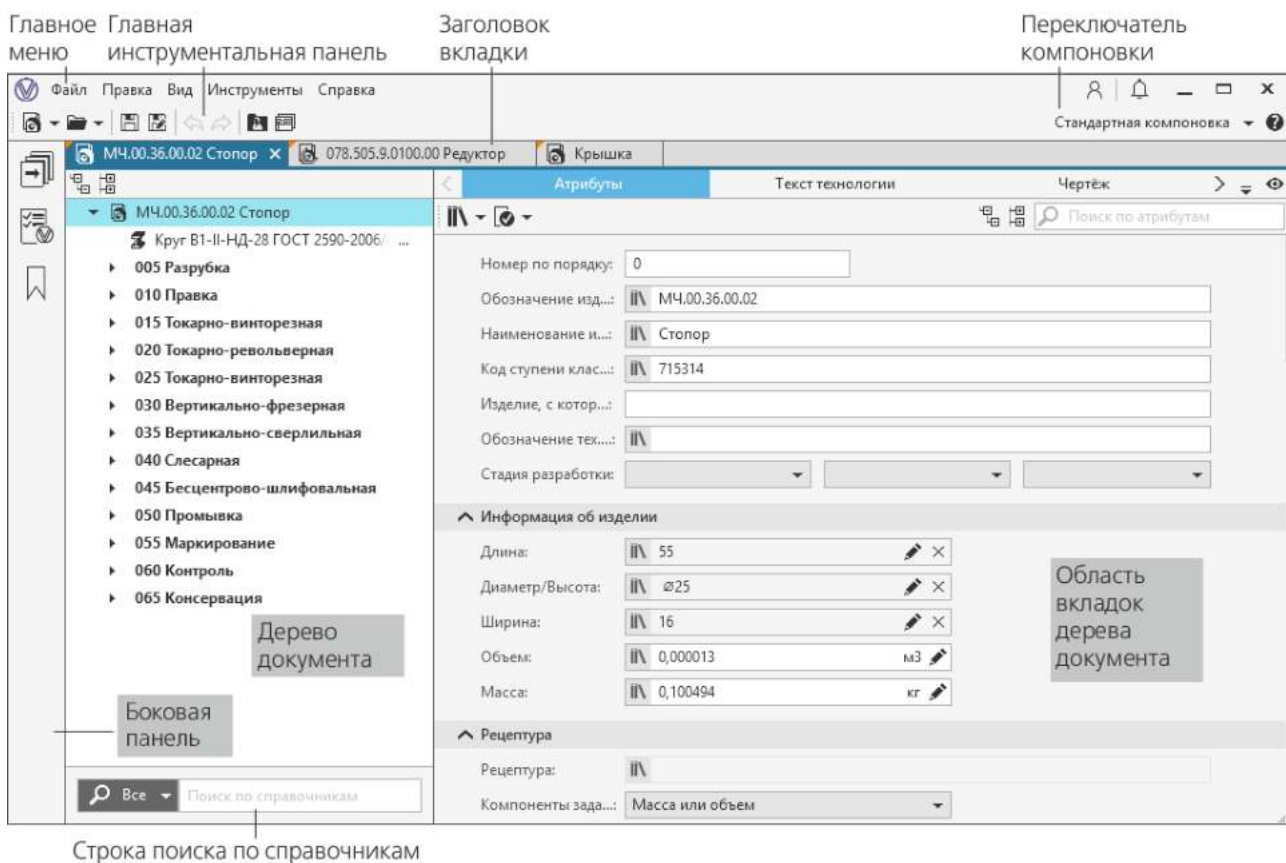 Главное меню
Главная инструментальная панель
Заголовок вкладки
Переключатель компоновки
Файл Правка Вид Инструменты Справка
Стандартная компоновка
МЧ.00.36.00.02 Стопор
078.505.9.0100.00 Редуктор
Крышка
МЧ.00.36.00.02 Стопор
Круг В1-II-НД-28 ГОСТ 2590-2006/ ...
005 Разрубка
010 Правка
015 Токарно-винторезная
020 Токарно-револьверная
025 Токарно-винторезная
030 Вертикально-фрезерная
035 Вертикально-сверлильная
040 Слесарная
045 Бесцентрово-шлифовальная
050 Промывка
055 Маркирование
060 Контроль
065 Консервация
Дерево документа
Боковая панель
Все
Поиск по справочникам
Атрибуты
Текст технологии
Чертёж
Поиск по атрибутам
Номер по порядку: 0
Обозначение изд...: МЧ.00.36.00.02
Наименование и...: Стопор
Код ступени клас...: 715314
Изделие, с котор...:
Обозначение тех....:
Стадия разработки:
Информация об изделии
Длина: 55
Диаметр/Высота: ⌀25
Ширина: 16
Объем: 0,000013 м3
Масса: 0,100494 кг
Область вкладок дерева документа
Рецептура
Рецептура:
Компоненты зада...: Масса или объем
Строка поиска по справочникам